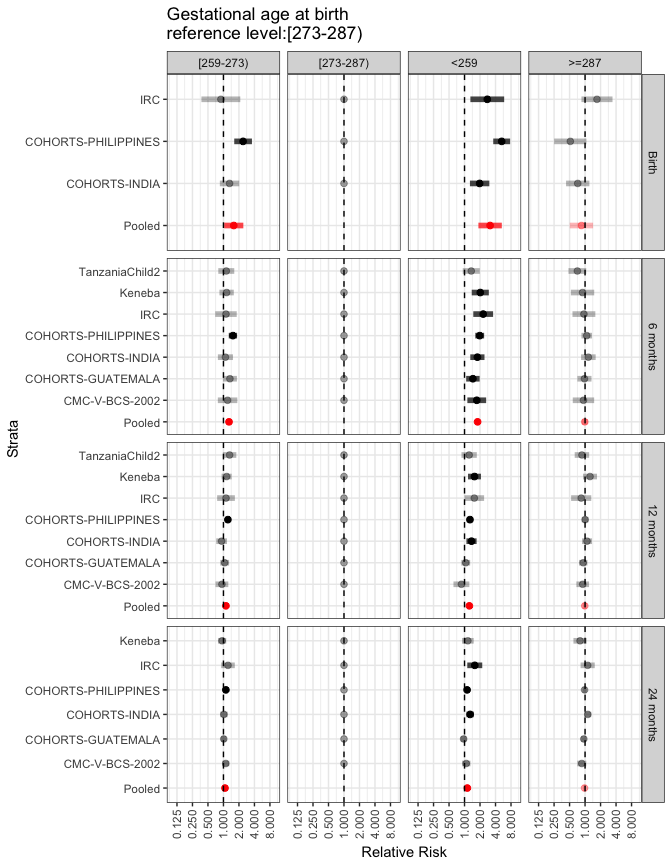 Gestational age at birth
reference level:[273-287)
[259-273)
[273-287)
<259
>=287
IRC
COHORTS-PHILIPPINES
COHORTS-INDIA
Pooled
Birth
TanzaniaChild2
Keneba
IRC
COHORTS-PHILIPPINES
COHORTS-INDIA
COHORTS-GUATEMALA
CMC-V-BCS-2002
Pooled
6 months
TanzaniaChild2
Keneba
IRC
COHORTS-PHILIPPINES
COHORTS-INDIA
COHORTS-GUATEMALA
CMC-V-BCS-2002
Pooled
12 months
Keneba
IRC
COHORTS-PHILIPPINES
COHORTS-INDIA
COHORTS-GUATEMALA
CMC-V-BCS-2002
Pooled
24 months
Strata
0.125
0.250
0.500
1.000
2.000
4.000
8.000
0.125
0.250
0.500
1.000
2.000
4.000
8.000
0.125
0.250
0.500
1.000
2.000
4.000
8.000
0.125
0.250
0.500
1.000
2.000
4.000
8.000
Relative Risk